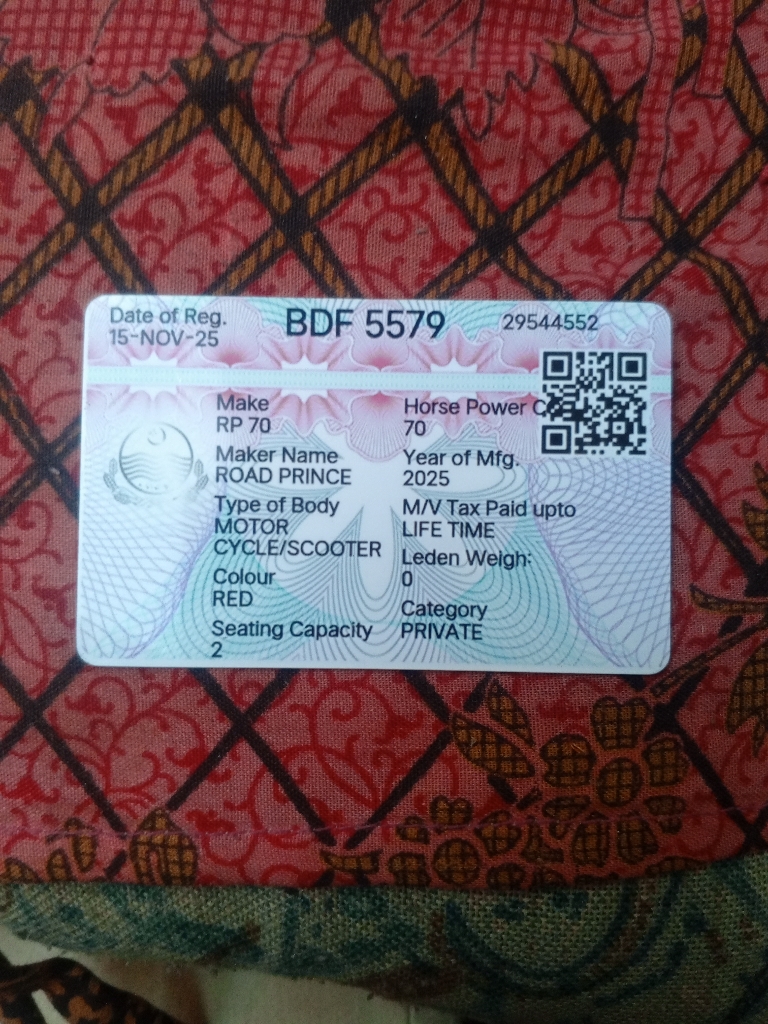 Date of Reg.
15-NOV-25
BDF 5579
29544552
Make
RP 70
Maker Name
ROAD PRINCE
Type of Body
MOTOR
CYCLE/SCOOTER
Colour
RED
Seating Capacity
2
Horse Power
70
Year of Mfg.
2025
M/V Tax Paid upto
LIFE TIME
Leden Weigh:
0
Category
PRIVATE